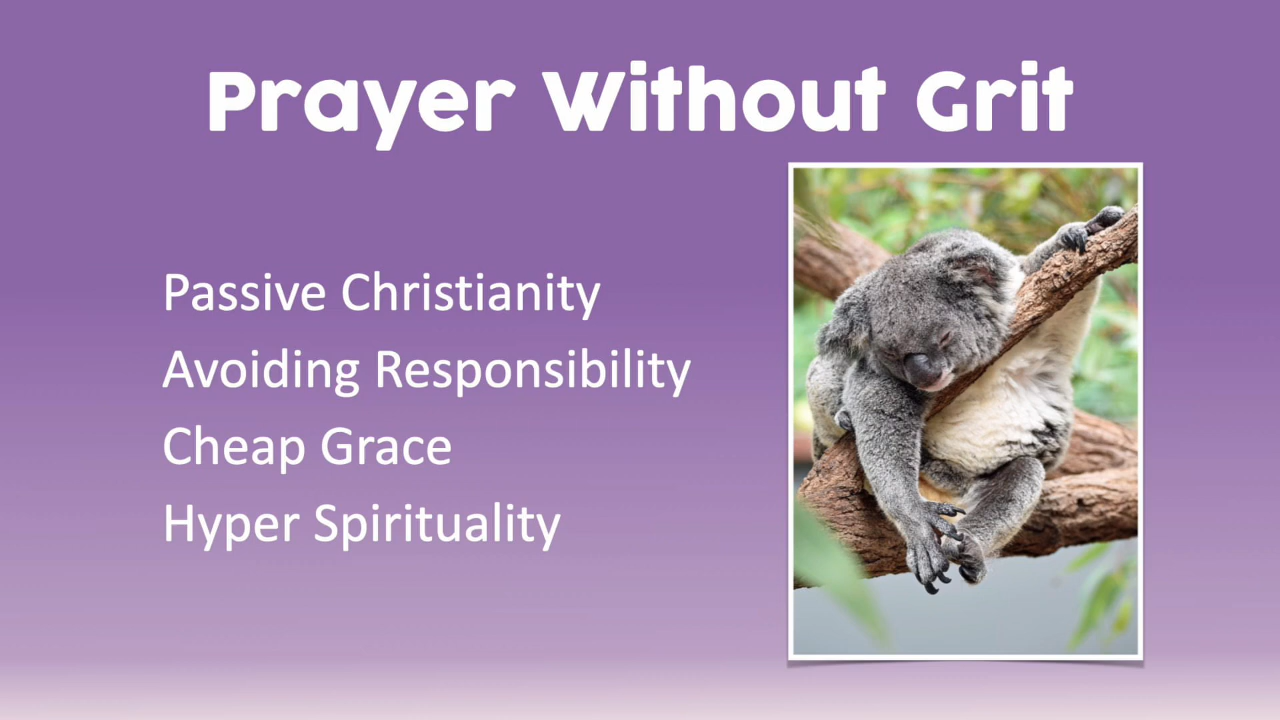 Prayer Without Grit
Passive Christianity
Avoiding Responsibility
Cheap Grace
Hyper Spirituality